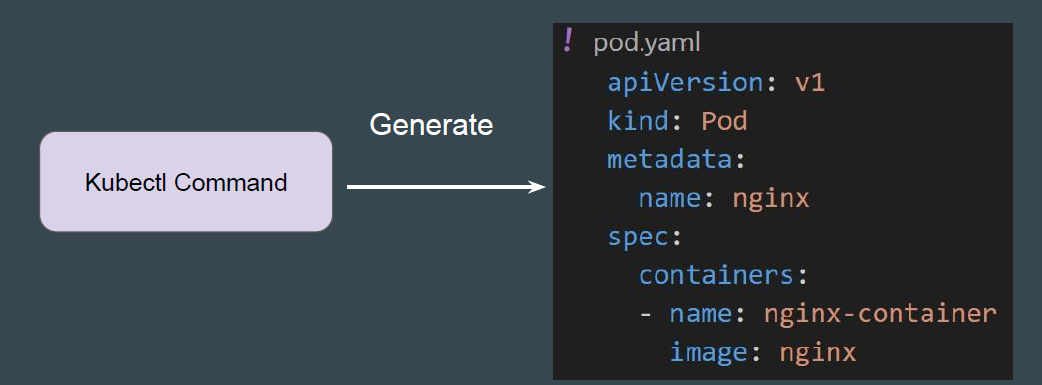 Kubectl Command
Generate
! pod.yaml
apiVersion: v1
kind: Pod
metadata:
  name: nginx
spec:
  containers:
  - name: nginx-container
    image: nginx